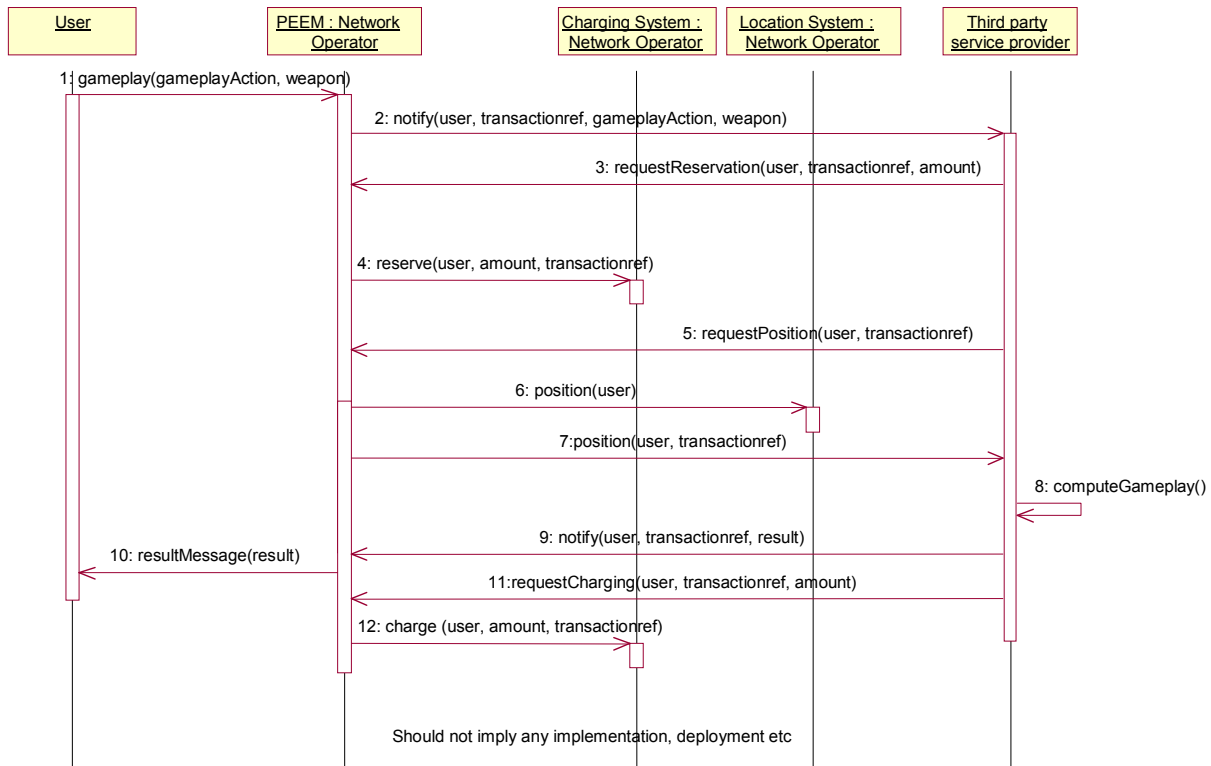 User
PEEM : Network
Operator
Charging System :
Network Operator
Location System :
Network Operator
Third party
service provider
1: gameplay(gameplayAction, weapon)
2: notify(user, transactionref, gameplayAction, weapon)
3: requestReservation(user, transactionref, amount)
4: reserve(user, amount, transactionref)
5: requestPosition(user, transactionref)
6: position(user)
7:position(user, transactionref)
8: computeGameplay()
9: notify(user, transactionref, result)
10: resultMessage(result)
11:requestCharging(user, transactionref, amount)
12: charge (user, amount, transactionref)
Should not imply any implementation, deployment etc